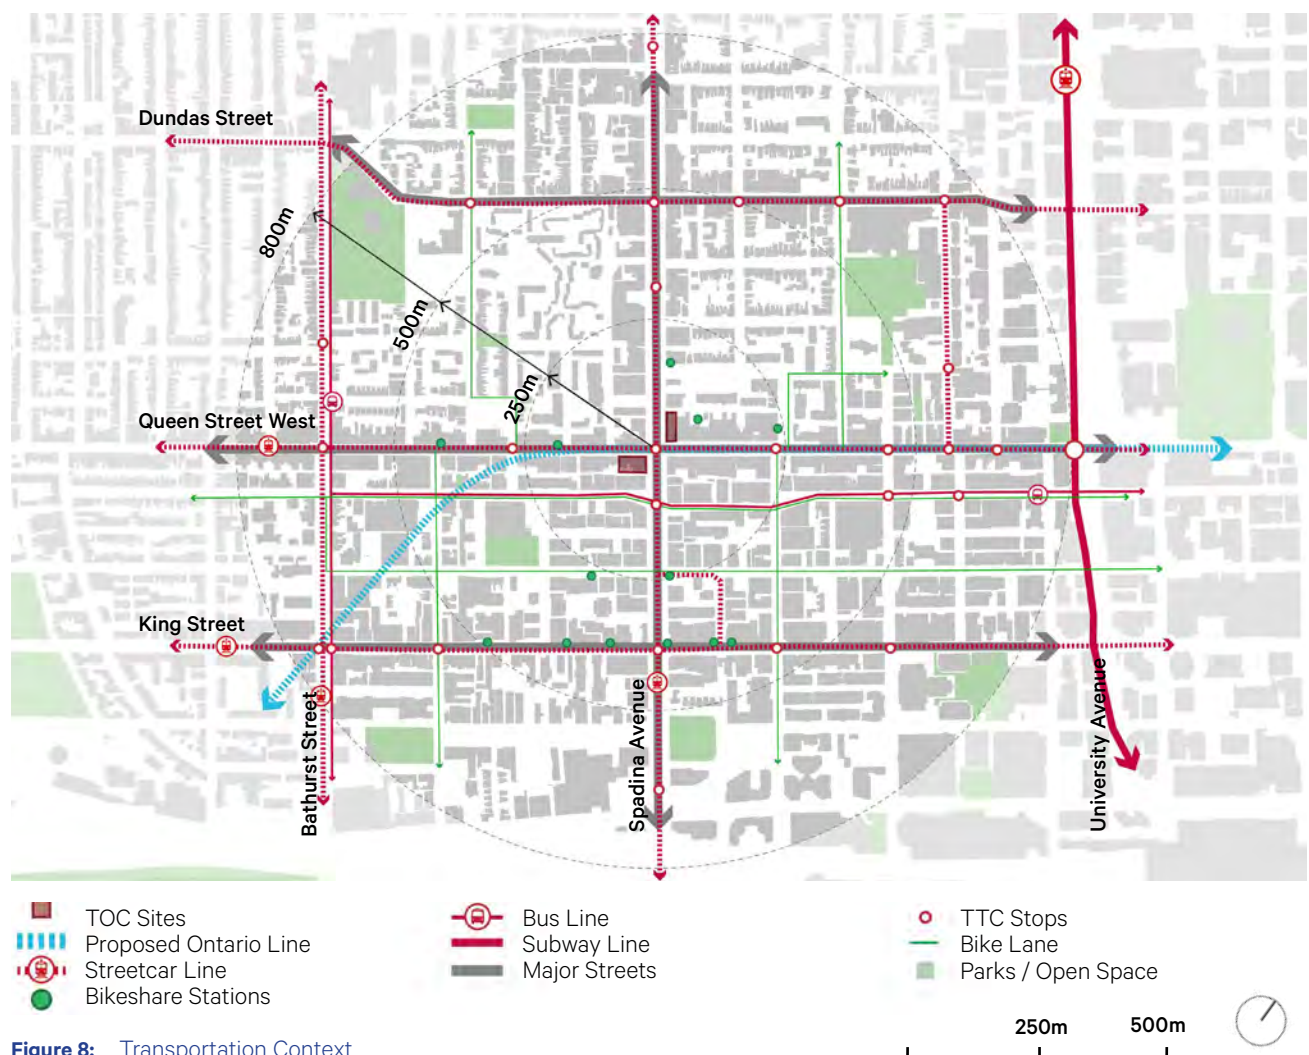 Dundas Street
800m
500m
250m
Queen Street West
King Street
Bathurst Street
Spadina Avenue
University Avenue
TOC Sites
Proposed Ontario Line
Streetcar Line
Bikeshare Stations
Bus Line
Subway Line
Major Streets
TTC Stops
Bike Lane
Parks / Open Space
250m 500m
Figure 8: Transportation Context